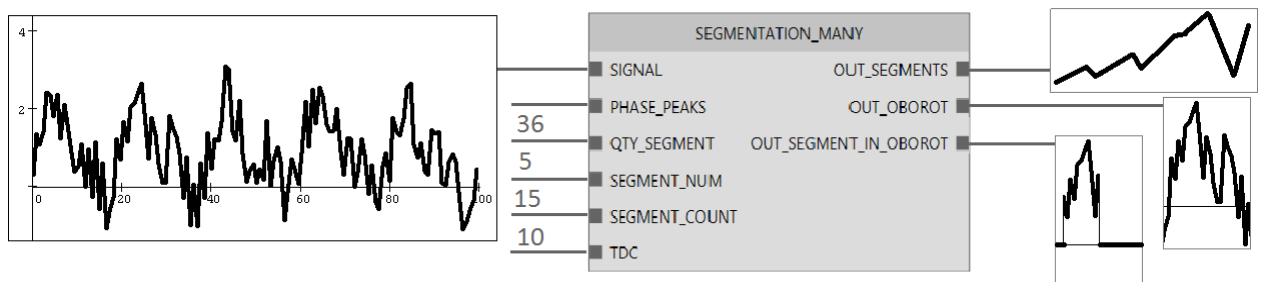 4
2
0
20
40
60
80
100
SEGMENTATION_MANY
SIGNAL
OUT_SEGMENTS
PHASE_PEAKS
OUT_OBOROT
36
QTY_SEGMENT
OUT_SEGMENT_IN_OBOROT
5
SEGMENT_NUM
15
SEGMENT_COUNT
10
TDC